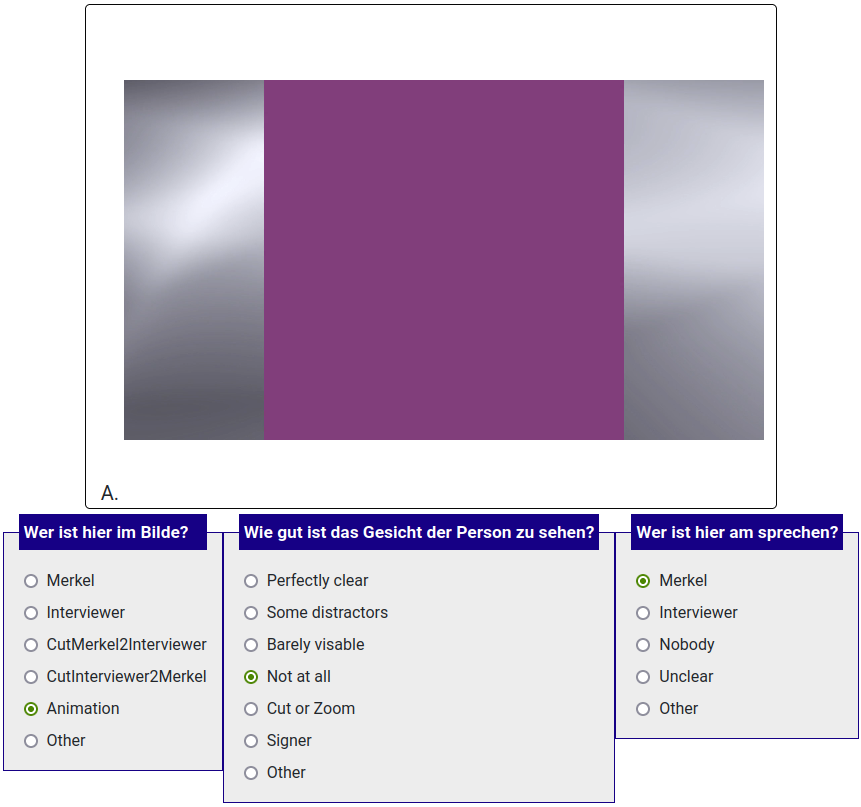 A.
Wer ist hier im Bilde?
Merkel
Interviewer
CutMerkel2Interviewer
CutInterviewer2Merkel
Animation
Other
Wie gut ist das Gesicht der Person zu sehen?
Perfectly clear
Some distractors
Barely visable
Not at all
Cut or Zoom
Signer
Other
Wer ist hier am sprechen?
Merkel
Interviewer
Nobody
Unclear
Other